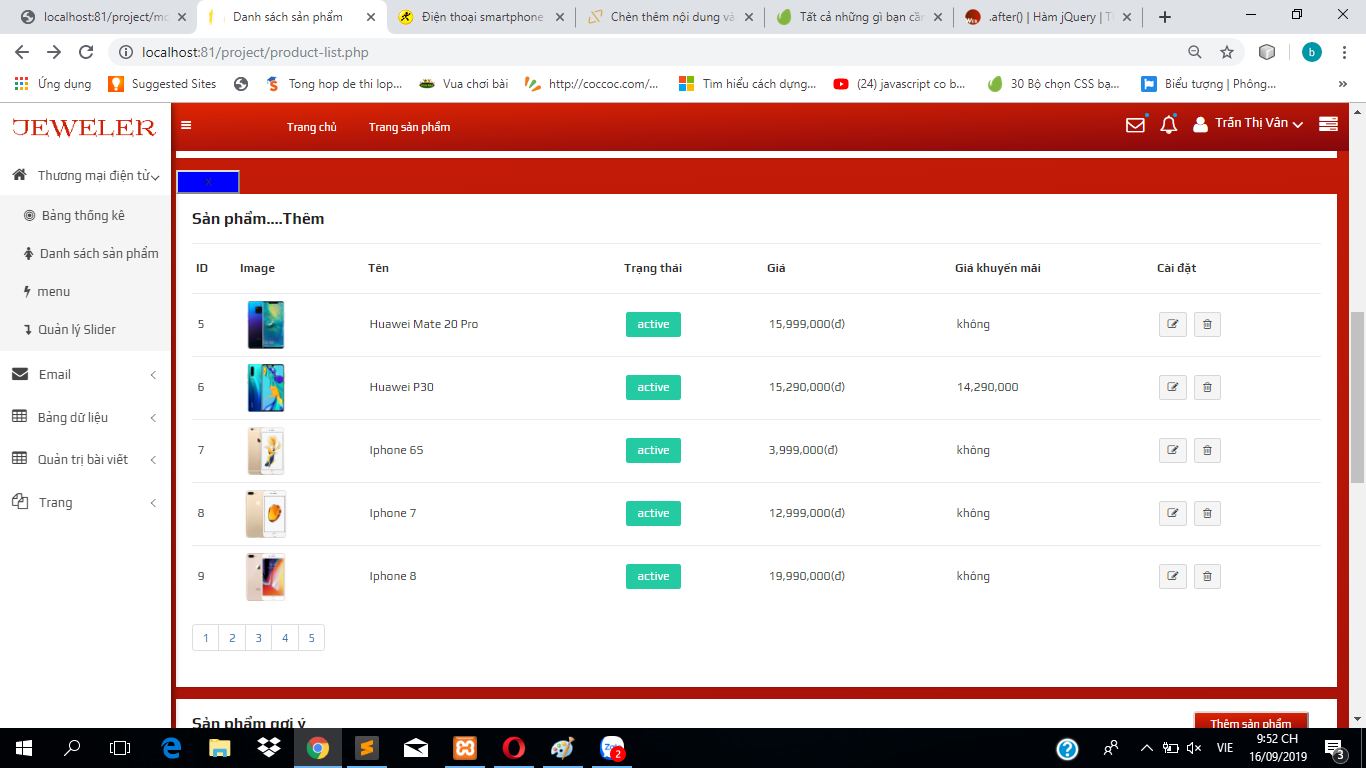 localhost:81/project/mo Danh sách sản phẩm Điện thoại smartphone Chèn thêm nội dung và Tất cả những gì bạn cần .after() | Hàm jQuery | T
localhost:81/project/product-list.php b
Ứng dụng Suggested Sites Tong hop de thi lop... Vua chơi bài http://coccoc.com/... Tìm hiểu cách dựng... (24) javascript co b... 30 Bộ chọn CSS bạ... Biểu tượng | Phông... »
JEWELER Trang chủ Trang sản phẩm Trần Thị Vân
Thương mại điện tử
Bảng thống kê
Danh sách sản phẩm
menu
Quản lý Slider
Email
Bảng dữ liệu
Quản trị bài viết
Trang
X
Sản phẩm....Thêm
ID Image Tên Trạng thái Giá Giá khuyến mãi Cài đặt
5 Huawei Mate 20 Pro active 15,999,000(đ) không
6 Huawei P30 active 15,290,000(đ) 14,290,000
7 Iphone 6S active 3,999,000(đ) không
8 Iphone 7 active 12,999,000(đ) không
9 Iphone 8 active 19,990,000(đ) không
1 2 3 4 5
Sản phẩm gợi ý Thêm sản phẩm
VIE 9:52 CH
16/09/2019
2
3